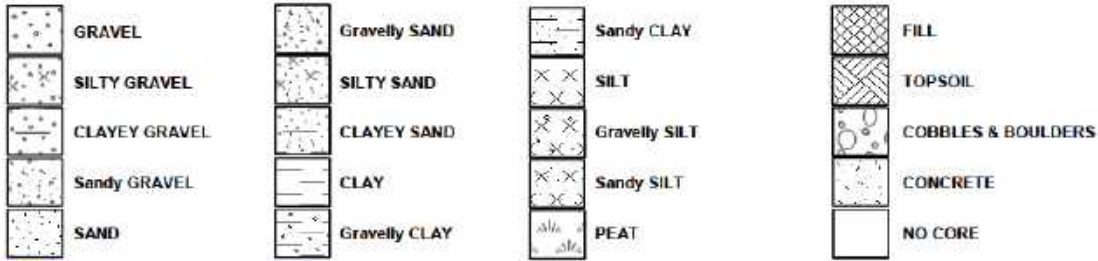 GRAVEL
SILTY GRAVEL
CLAYEY GRAVEL
Sandy GRAVEL
SAND
Gravelly SAND
SILTY SAND
CLAYEY SAND
CLAY
Gravelly CLAY
Sandy CLAY
SILT
Gravelly SILT
Sandy SILT
PEAT
FILL
TOPSOIL
COBBLES & BOULDERS
CONCRETE
NO CORE